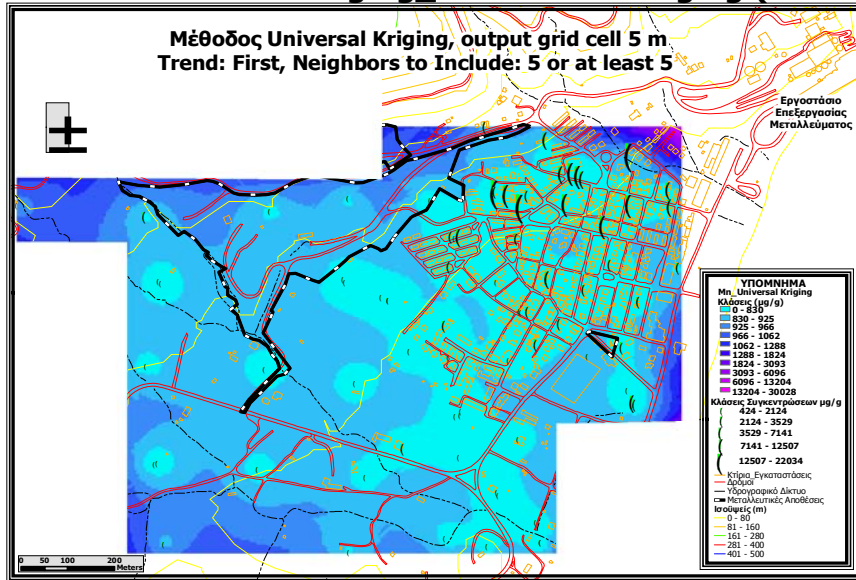 Μέθοδος Universal Kriging, output grid cell 5 m
Trend: First, Neighbors to Include: 5 or at least 5
Εργοστάσιο
Επεξεργασίας
Μεταλλεύματος
ΥΠΟΜΝΗΜΑ
Mn_Universal Kriging
Κλάσεις (μg/g)
0 - 830
830 - 925
925 - 966
966 - 1062
1062 - 1288
1288 - 1824
1824 - 3093
3093 - 6096
6096 - 13204
13204 - 30028
Κλάσεις Συγκεντρώσεων μg/g
424 - 2124
2124 - 3529
3529 - 7141
7141 - 12507
12507 - 22034
Κτίρια_Εγκαταστάσεις
Δρόμοι
Υδρογραφικό Δίκτυο
Μεταλλευτικές Αποθέσεις
Ισοϋψείς (m)
0 - 80
81 - 160
161 - 280
281 - 400
401 - 500
0 50 100 200
Meters